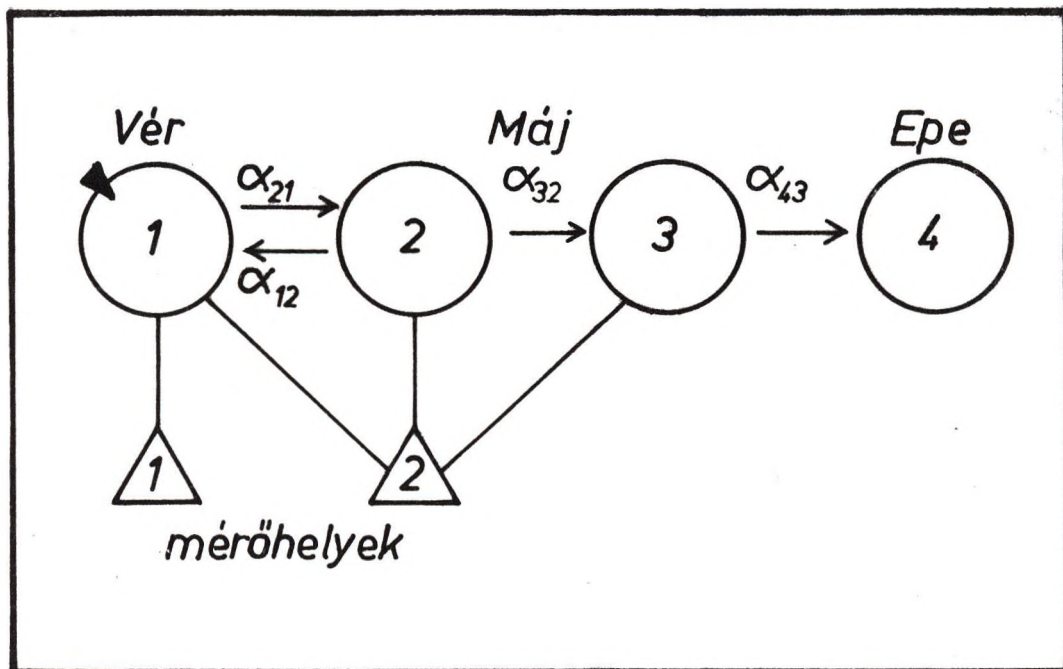 Vér Máj Epe
α21 α32 α43
1 2 3 4
α12
1 2
mérőhelyek